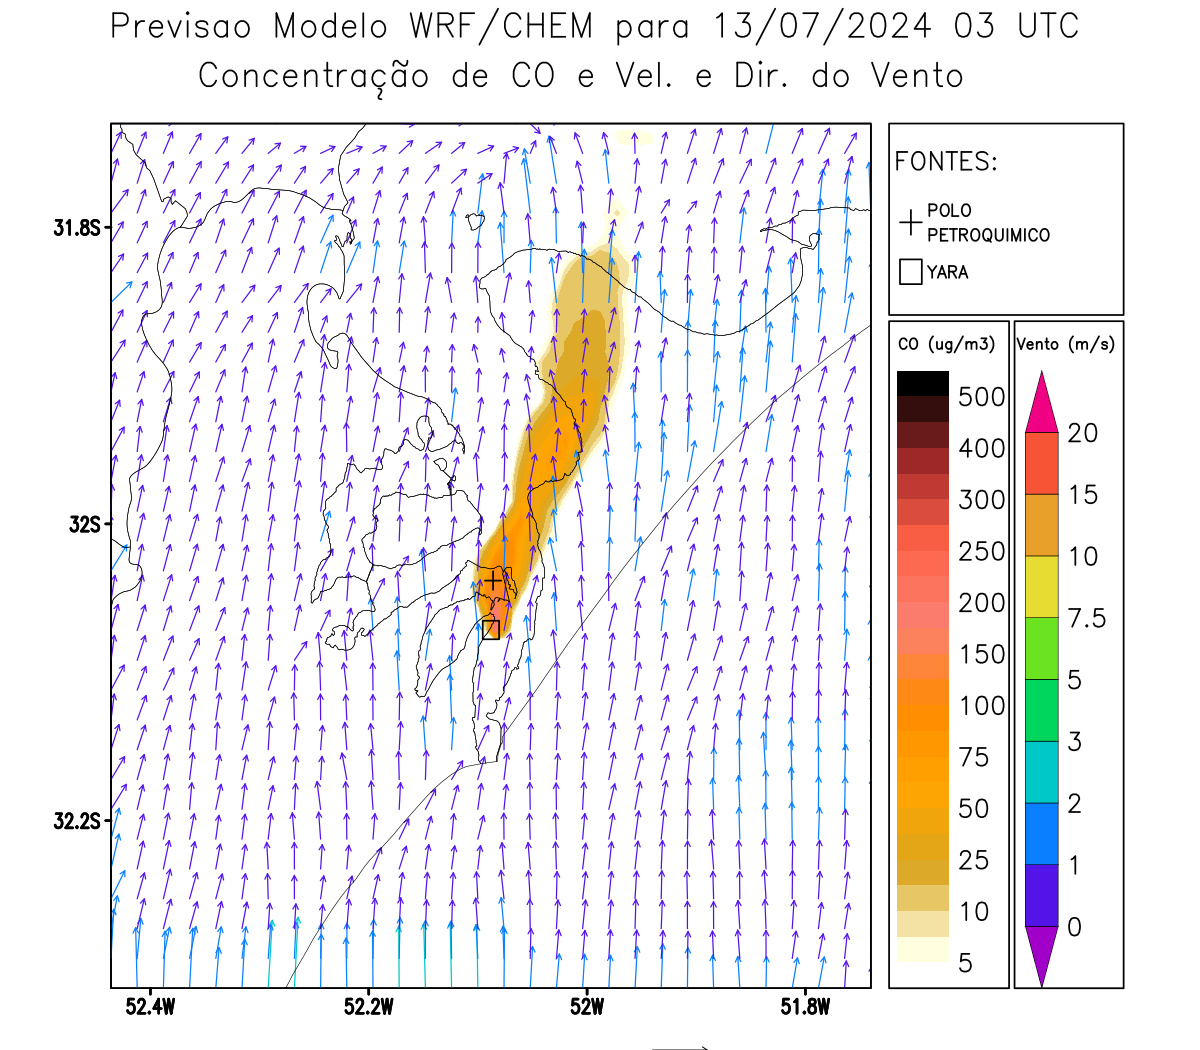 Previsao Modelo WRF/CHEM para 13/07/2024 03 UTC
Concentração de CO e Vel. e Dir. do Vento
FONTES:
POLO
PETROQUIMICO
YARA
CO (ug/m3)
500
400
300
250
200
150
100
75
50
25
10
5
Vento (m/s)
20
15
10
7.5
5
3
2
1
0
31.8S
32S
32.2S
52.4W
52.2W
52W
51.8W